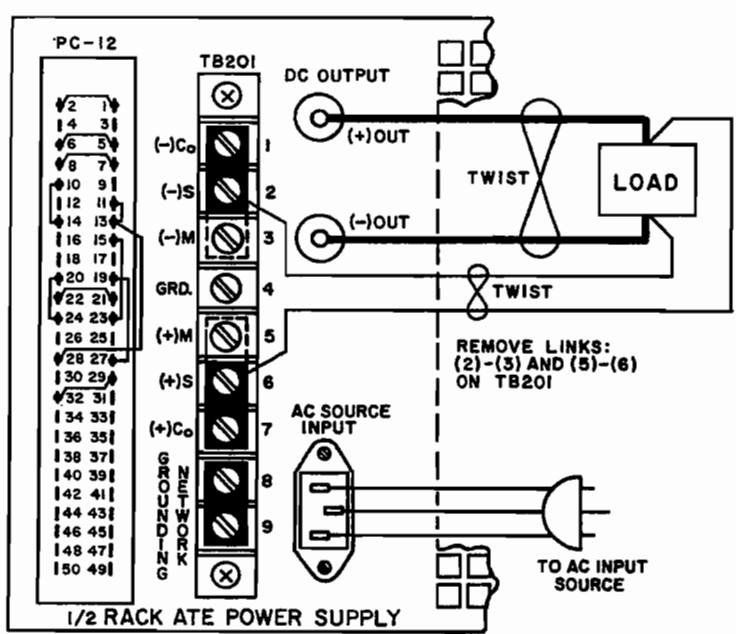 PC-12
TB201
DC OUTPUT
2 1
4 3
6 5
8 7
10 9
12 11
14 13
16 15
18 17
20 19
22 21
24 23
26 25
28 27
30 29
32 31
34 33
36 35
38 37
40 39
42 41
44 43
46 45
48 47
50 49
(-)Co 1
(-)S 2
(-)M 3
GRD. 4
(+)M 5
(+)S 6
(+)Co 7
8
9
GROUNDING
NETWORK
(+)OUT
(-)OUT
TWIST
LOAD
TWIST
REMOVE LINKS:
(2)-(3) AND (5)-(6)
ON TB201
AC SOURCE
INPUT
TO AC INPUT
SOURCE
1/2 RACK ATE POWER SUPPLY